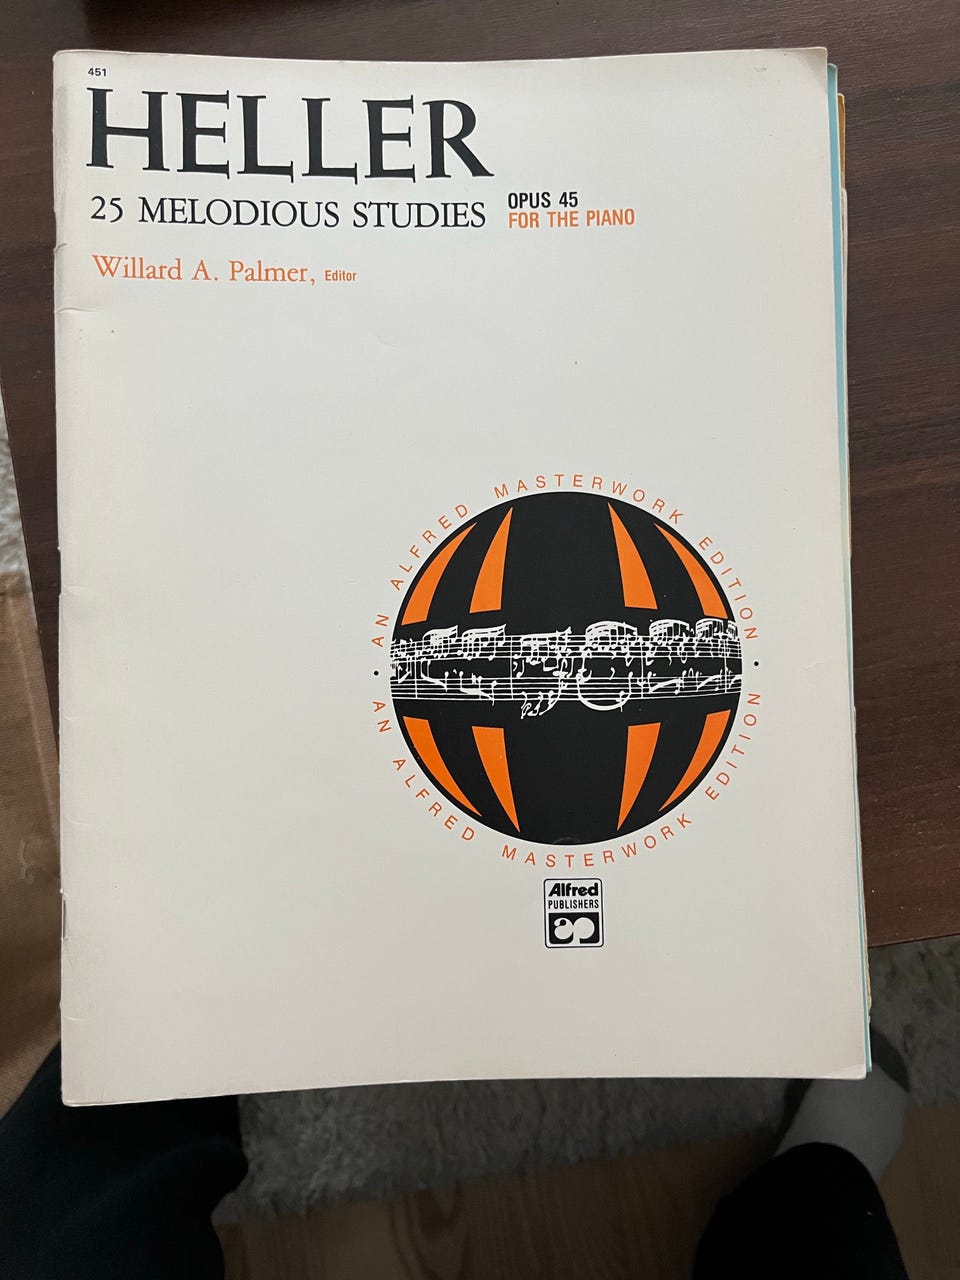 451
HELLER
25 MELODIOUS STUDIES
OPUS 45
FOR THE PIANO
Willard A. Palmer, Editor
AN ALFRED MASTERWORK EDITION
AN ALFRED MASTERWORK EDITION
Alfred
PUBLISHERS
ap